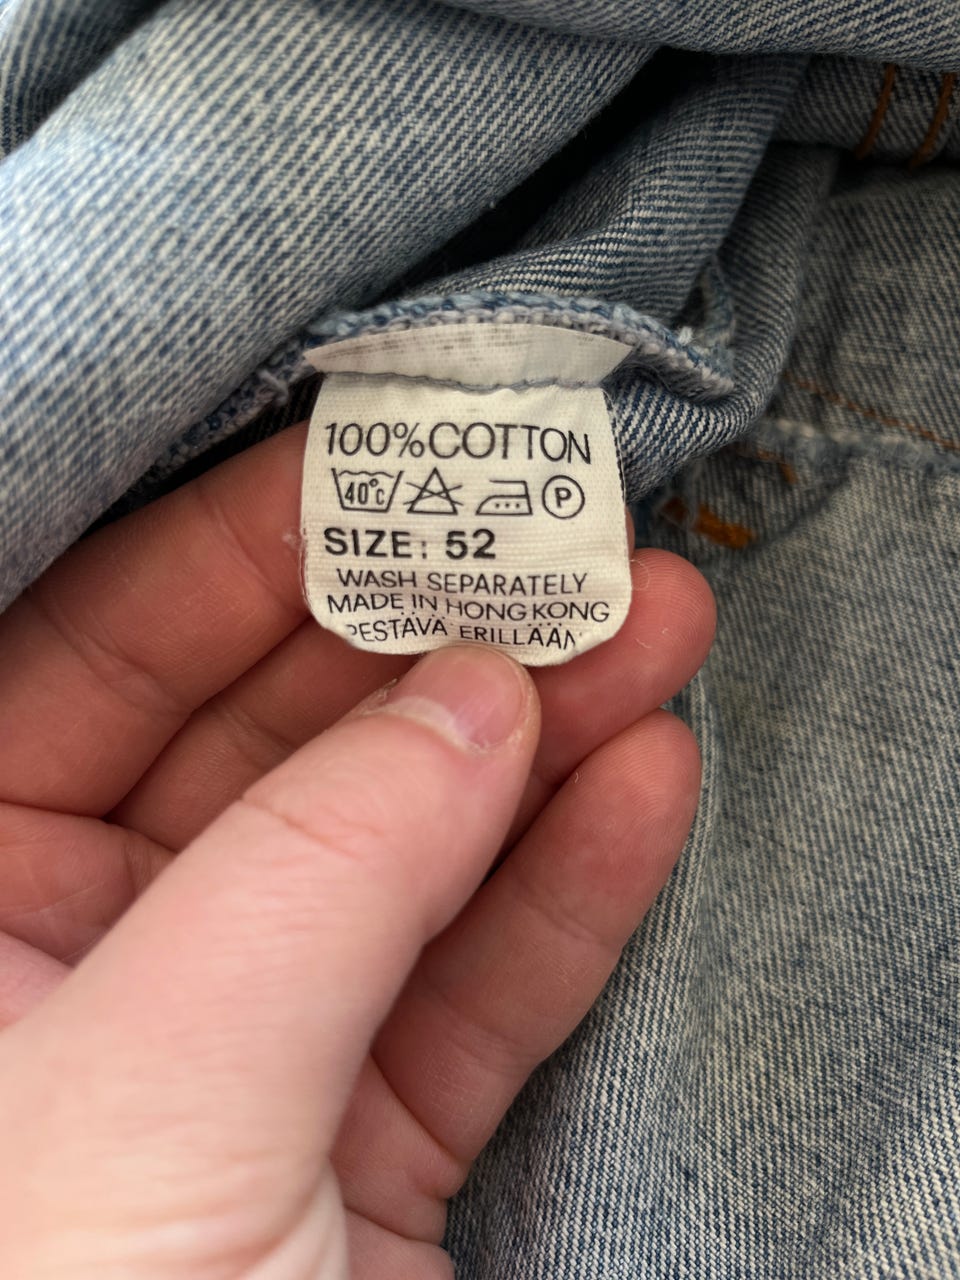 100% COTTON
40°C P
SIZE: 52
WASH SEPARATELY
MADE IN HONG KONG
PESTÄVÄ ERILLÄÄN